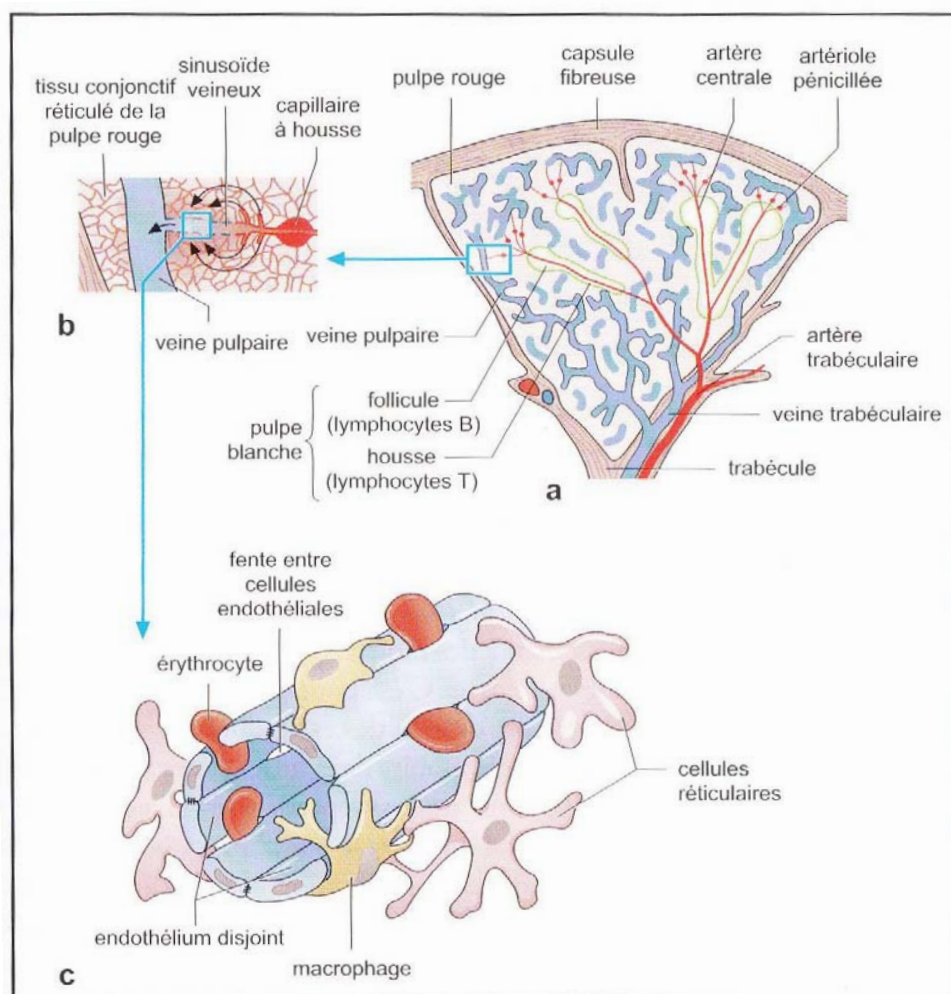 tissu conjonctif
réticulé de la
pulpe rouge
sinusoïde
veineux
capillaire
à housse
veine pulpaire
b
pulpe rouge
capsule
fibreuse
artère
centrale
artériole
pénicillée
veine pulpaire
pulpe
blanche
follicule
(lymphocytes B)
housse
(lymphocytes T)
artère
trabéculaire
veine trabéculaire
trabécule
a
fente entre
cellules
endothéliales
érythrocyte
cellules
réticulaires
endothélium disjoint
macrophage
c